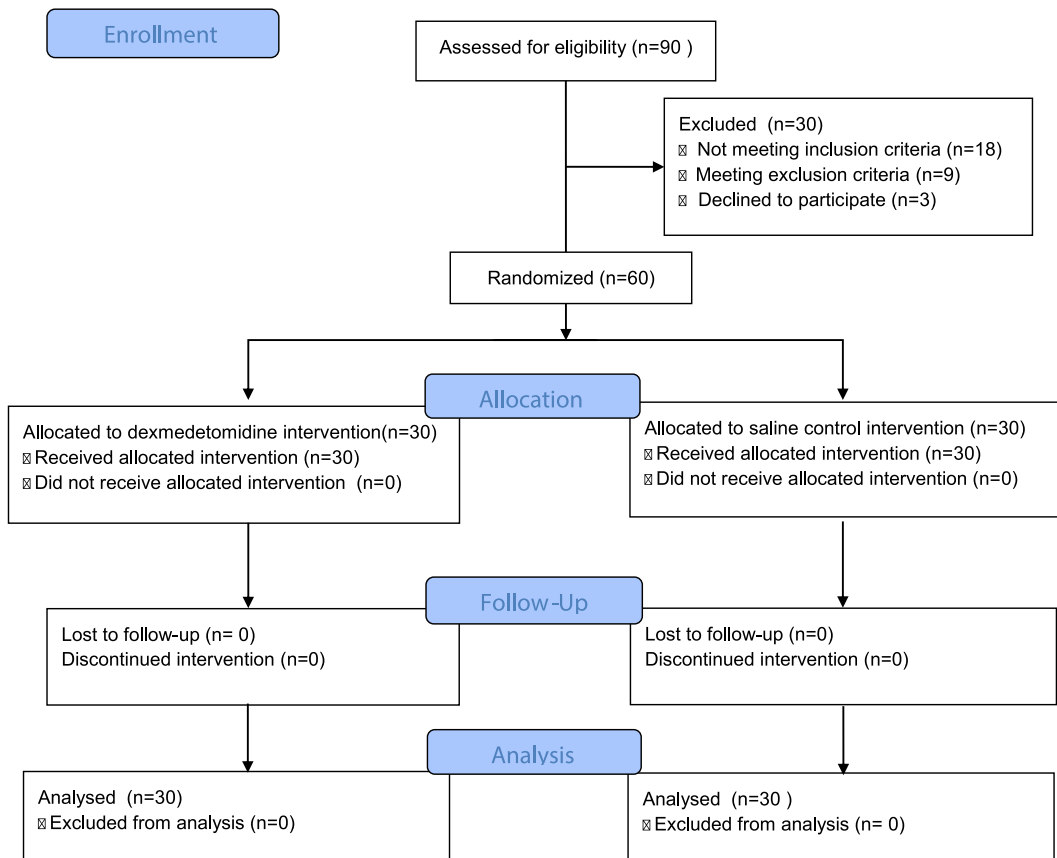 Enrollment
Assessed for eligibility (n=90 )
Excluded (n=30)
Not meeting inclusion criteria (n=18)
Meeting exclusion criteria (n=9)
Declined to participate (n=3)
Randomized (n=60)
Allocation
Allocated to dexmedetomidine intervention(n=30)
Received allocated intervention (n=30)
Did not receive allocated intervention (n=0)
Allocated to saline control intervention (n=30)
Received allocated intervention (n=30)
Did not receive allocated intervention (n=0)
Follow-Up
Lost to follow-up (n= 0)
Discontinued intervention (n=0)
Lost to follow-up (n=0)
Discontinued intervention (n=0)
Analysis
Analysed (n=30)
Excluded from analysis (n=0)
Analysed (n=30 )
Excluded from analysis (n= 0)